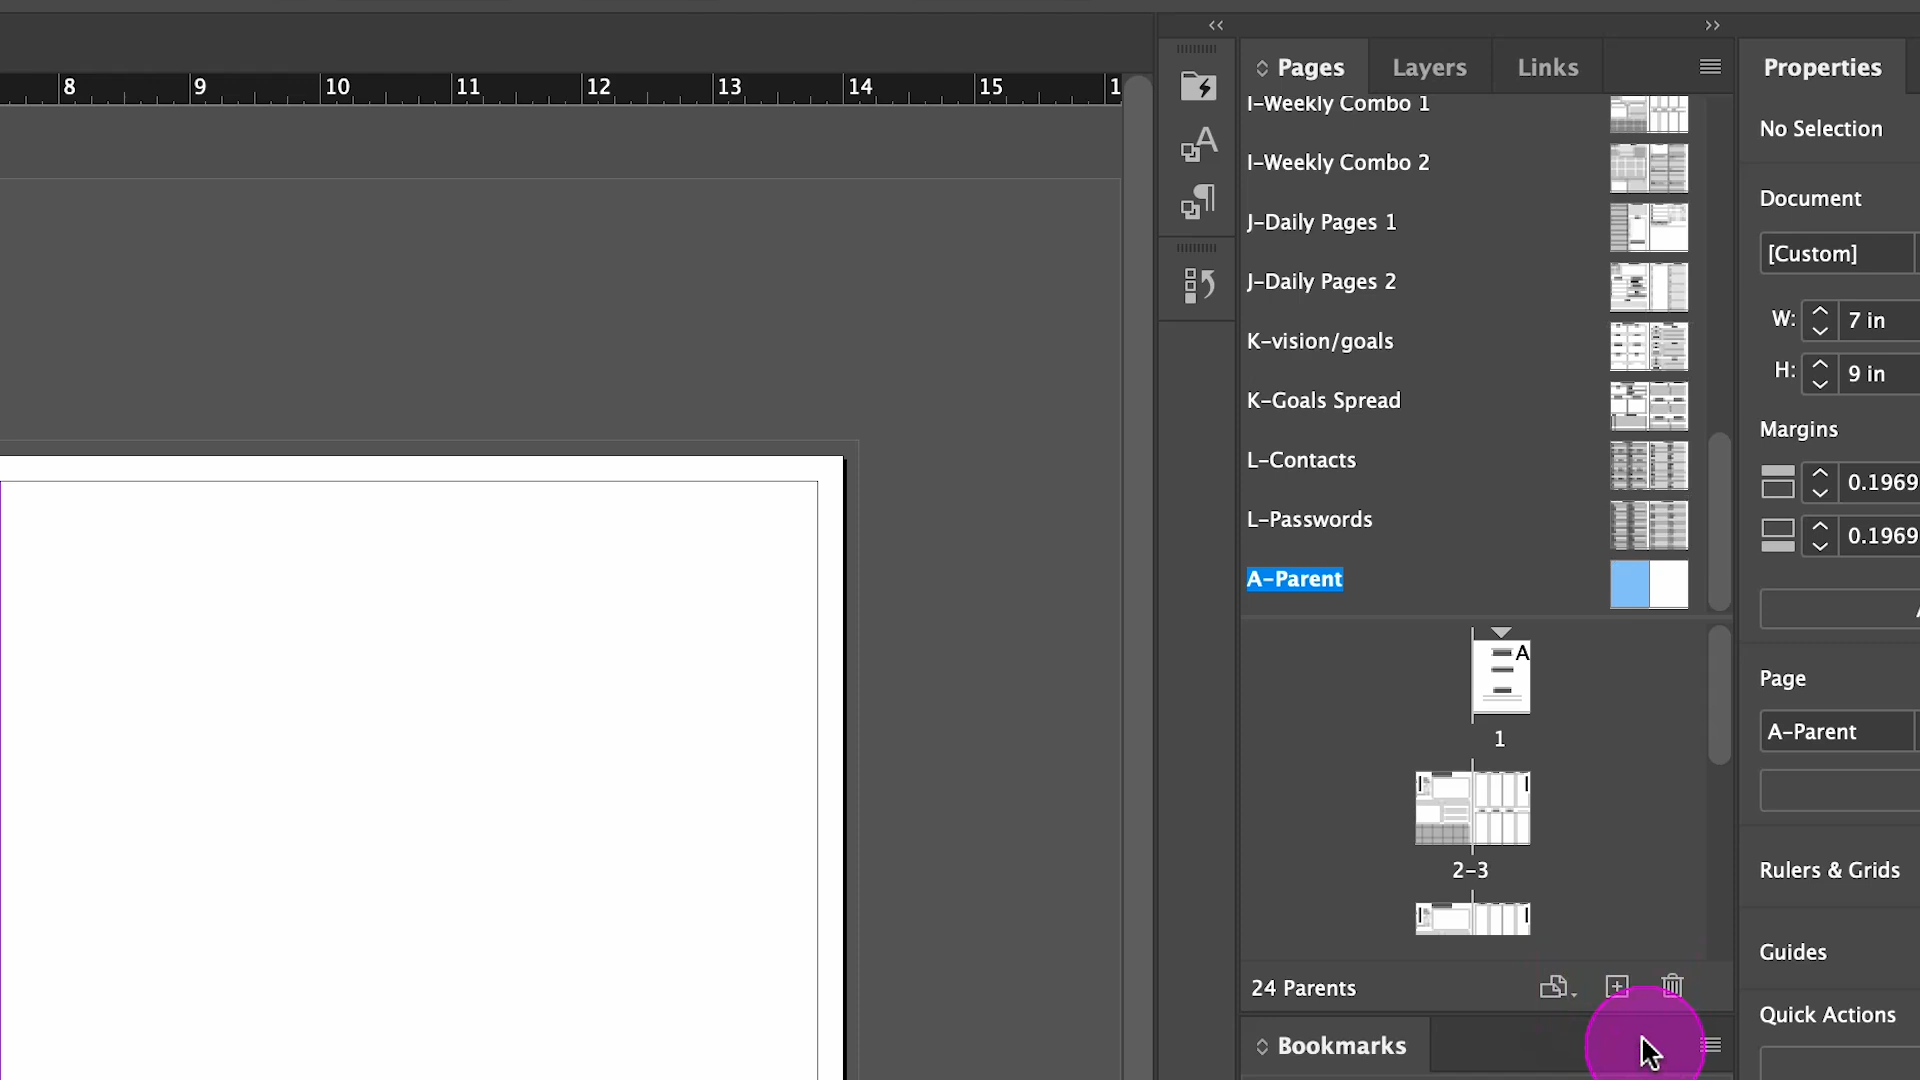 8 9 10 11 12 13 14 15 1
Pages Layers Links
I-Weekly Combo 1
I-Weekly Combo 2
J-Daily Pages 1
J-Daily Pages 2
K-vision/goals
K-Goals Spread
L-Contacts
L-Passwords
A-Parent
A
1
2-3
24 Parents
Bookmarks
Properties
No Selection
Document
[Custom]
W: 7 in
H: 9 in
Margins
0.1969
0.1969
Page
A-Parent
Rulers & Grids
Guides
Quick Actions